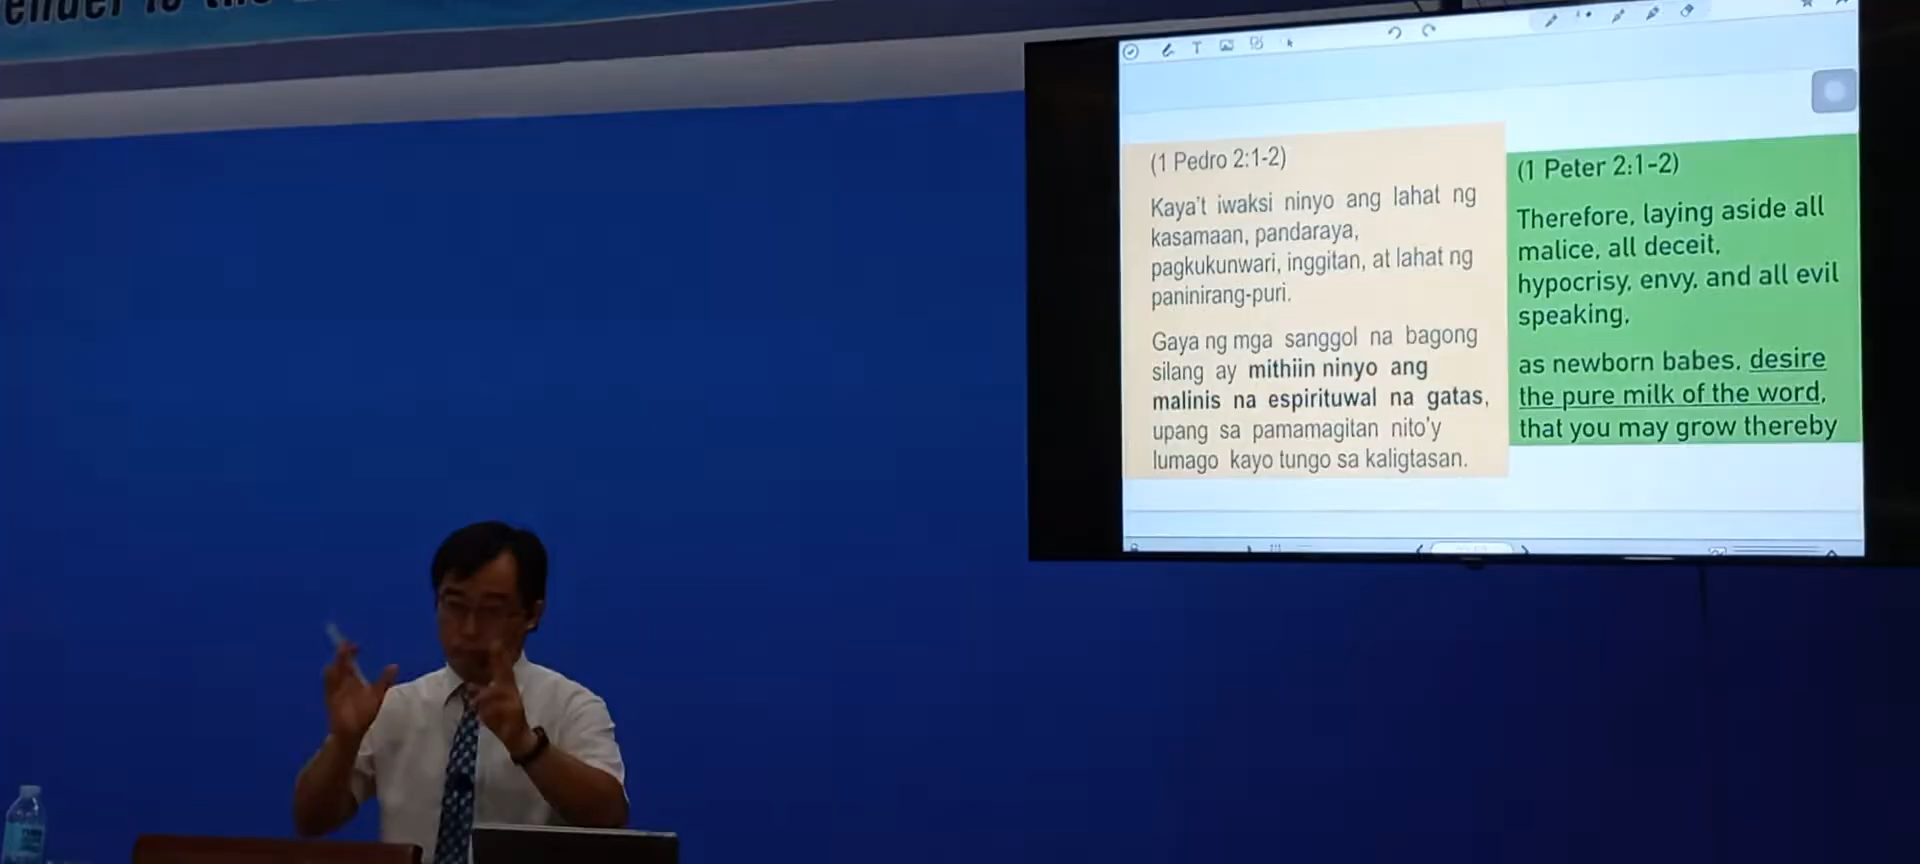 to the
(1 Pedro 2:1-2)
Kaya't iwaksi ninyo ang lahat ng
kasamaan, pandaraya,
pagkukunwari, inggitan, at lahat ng
paninirang-puri.
Gaya ng mga sanggol na bagong
silang ay mithiin ninyo ang
malinis na espirituwal na gatas,
upang sa pamamagitan nito'y
lumago kayo tungo sa kaligtasan.
(1 Peter 2:1-2)
Therefore, laying aside all
malice, all deceit,
hypocrisy, envy, and all evil
speaking,
as newborn babes, desire
the pure milk of the word,
that you may grow thereby